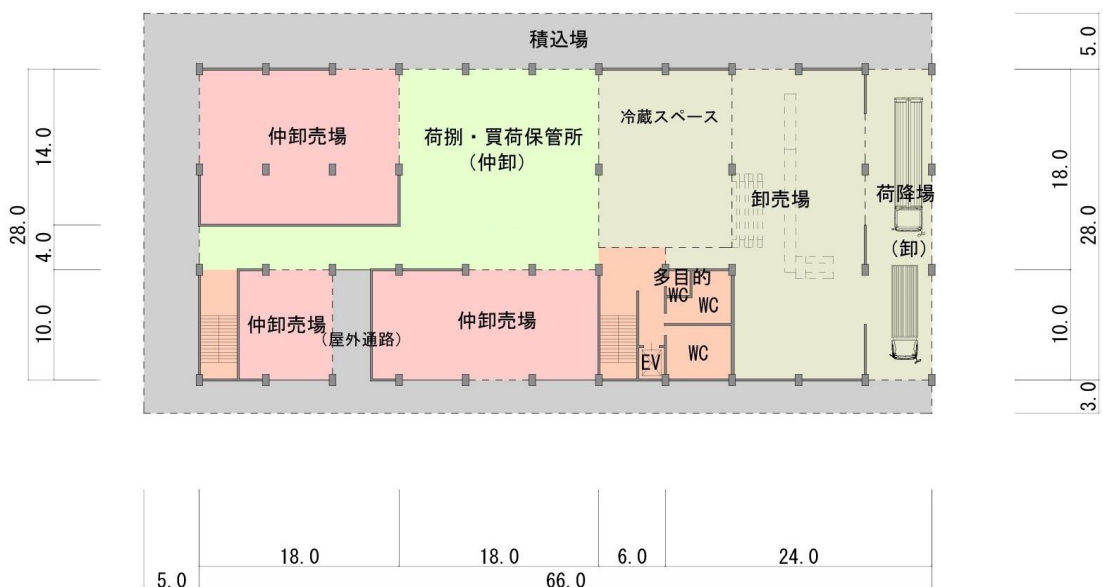 積込場
5.0
仲卸売場
荷捌・買荷保管所
(仲卸)
冷蔵スペース
卸売場
荷降場
(卸)
14.0
4.0
10.0
28.0
18.0
10.0
28.0
3.0
多目的
WC
WC
WC
EV
仲卸売場
(屋外通路)
仲卸売場
18.0
18.0
6.0
24.0
5.0
66.0